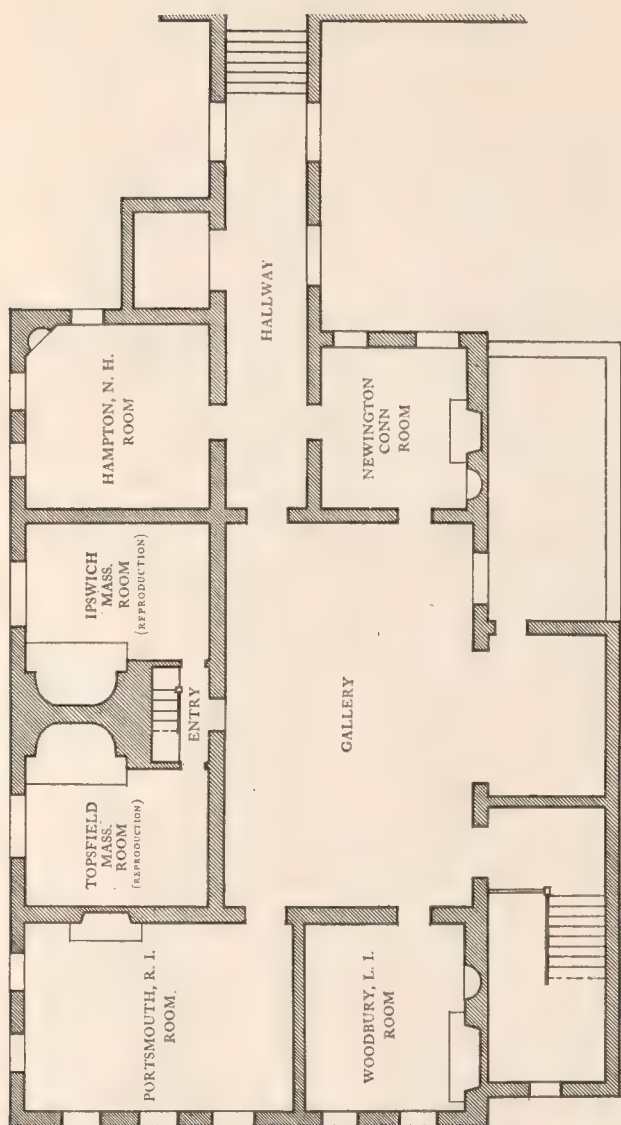 HALLWAY
HAMPTON, N. H.
ROOM
NEWINGTON
CONN
ROOM
IPSWICH
MASS.
ROOM
(REPRODUCTION)
ENTRY
GALLERY
TOPSFIELD
MASS.
ROOM
(REPRODUCTION)
PORTSMOUTH, R. I.
ROOM.
WOODBURY, L. I.
ROOM